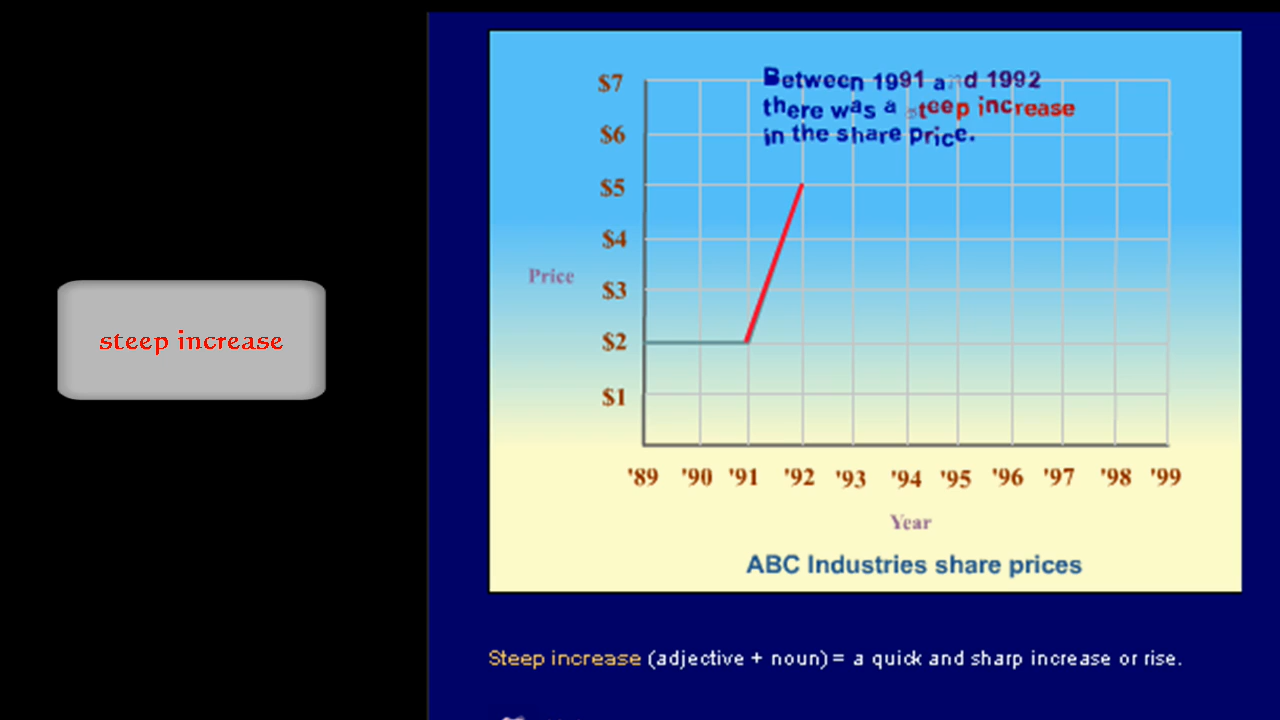 steep increase
Between 1991 and 1992
there was a steep increase
in the share price.
$7
$6
$5
$4
Price
$3
$2
$1
'89 '90 '91 '92 '93 '94 '95 '96 '97 '98 '99
Year
ABC Industries share prices
Steep increase (adjective + noun) = a quick and sharp increase or rise.